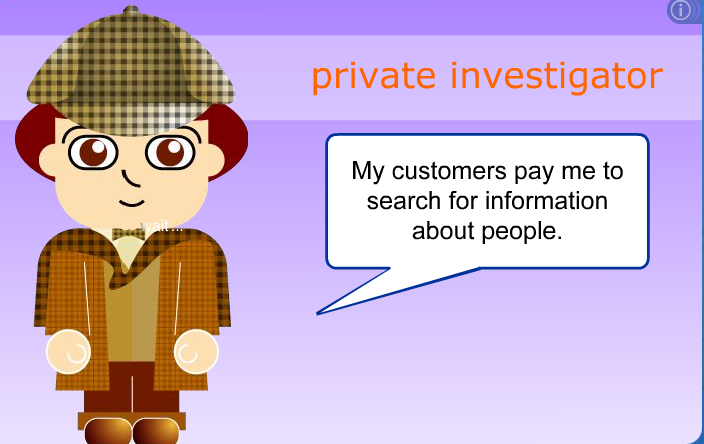 private investigator
My customers pay me to
search for information
about people.
wait...